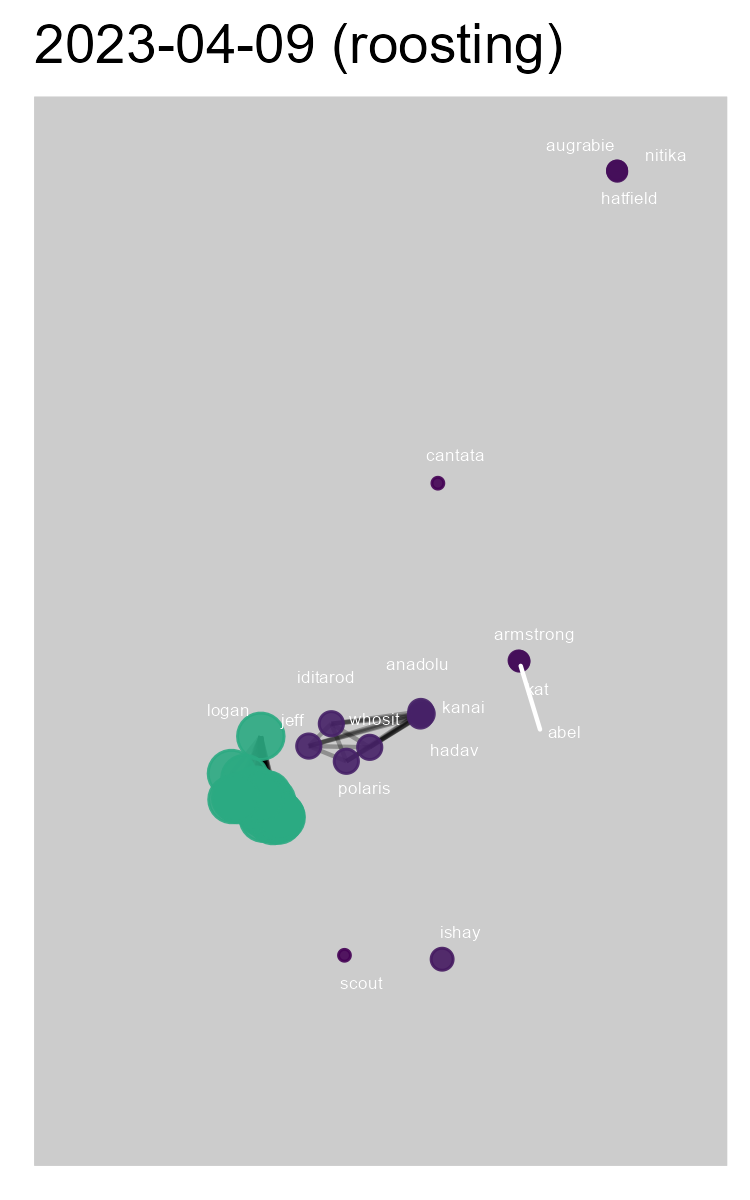 2023-04-09 (roosting)
augrabie
nitika
hatfield
cantata
armstrong
anadolu
iditarod
kat
kanai
logan
jeff
whosit
abel
hadav
polaris
ishay
scout